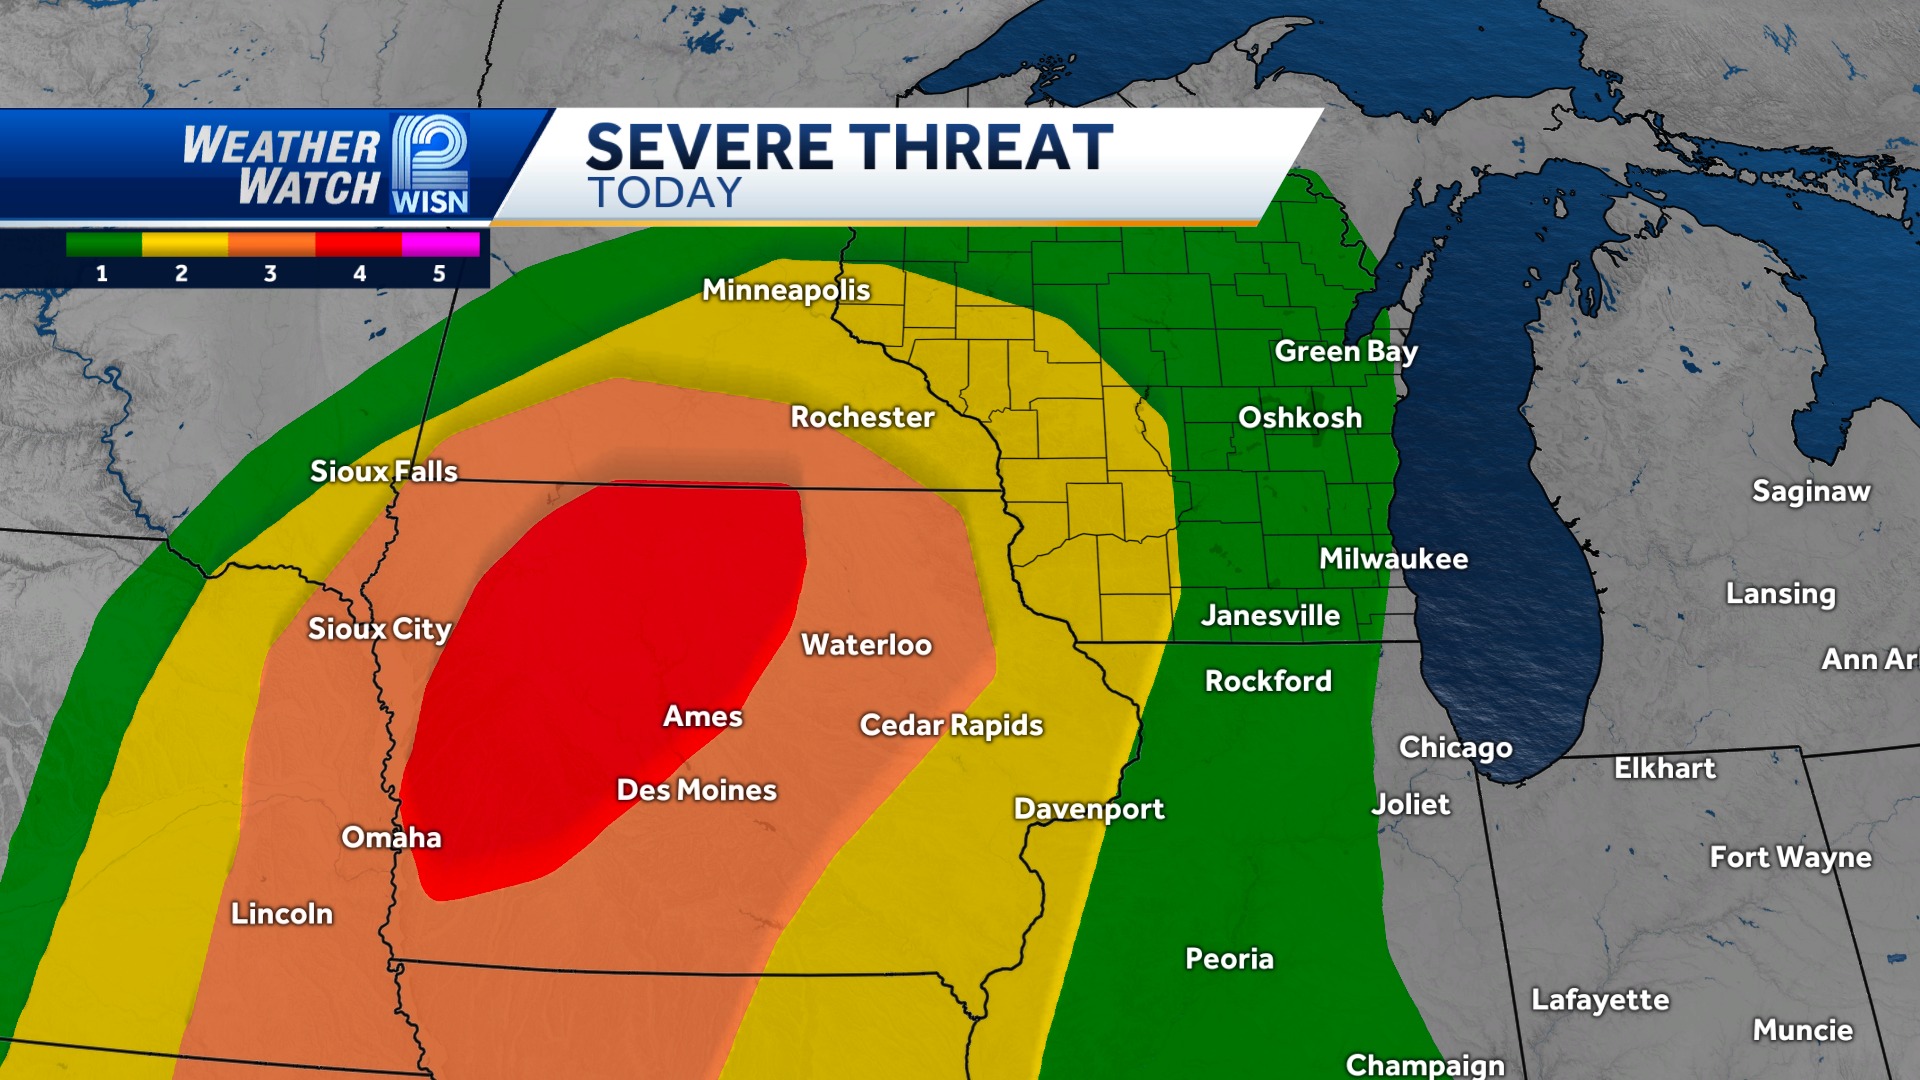 WEATHER
WATCH
12
WISN
SEVERE THREAT
TODAY
1 2 3 4 5
Minneapolis
Green Bay
Rochester
Oshkosh
Sioux Falls
Saginaw
Milwaukee
Lansing
Janesville
Sioux City
Waterloo
Ann Ar
Rockford
Ames
Cedar Rapids
Chicago
Elkhart
Des Moines
Joliet
Davenport
Omaha
Fort Wayne
Lincoln
Peoria
Lafayette
Muncie
Champaign